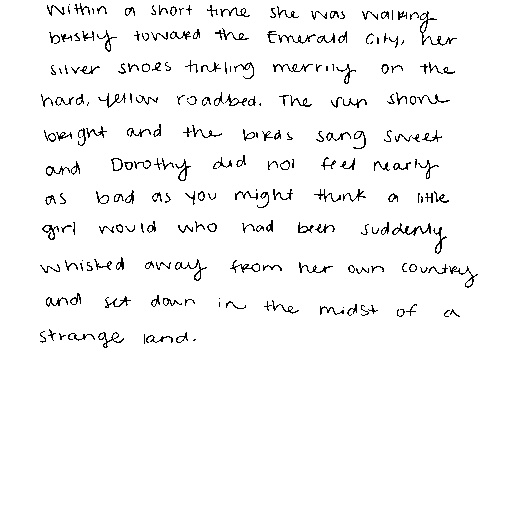 Within a short time she was walking
briskly toward the Emerald City, her
silver shoes tinkling merrily on the
hard, yellow roadbed. The sun shone
bright and the birds sang sweet
and Dorothy did not feel nearly
as bad as you might think a little
girl would who had been suddenly
whisked away from her own country
and set down in the midst of a
strange land.